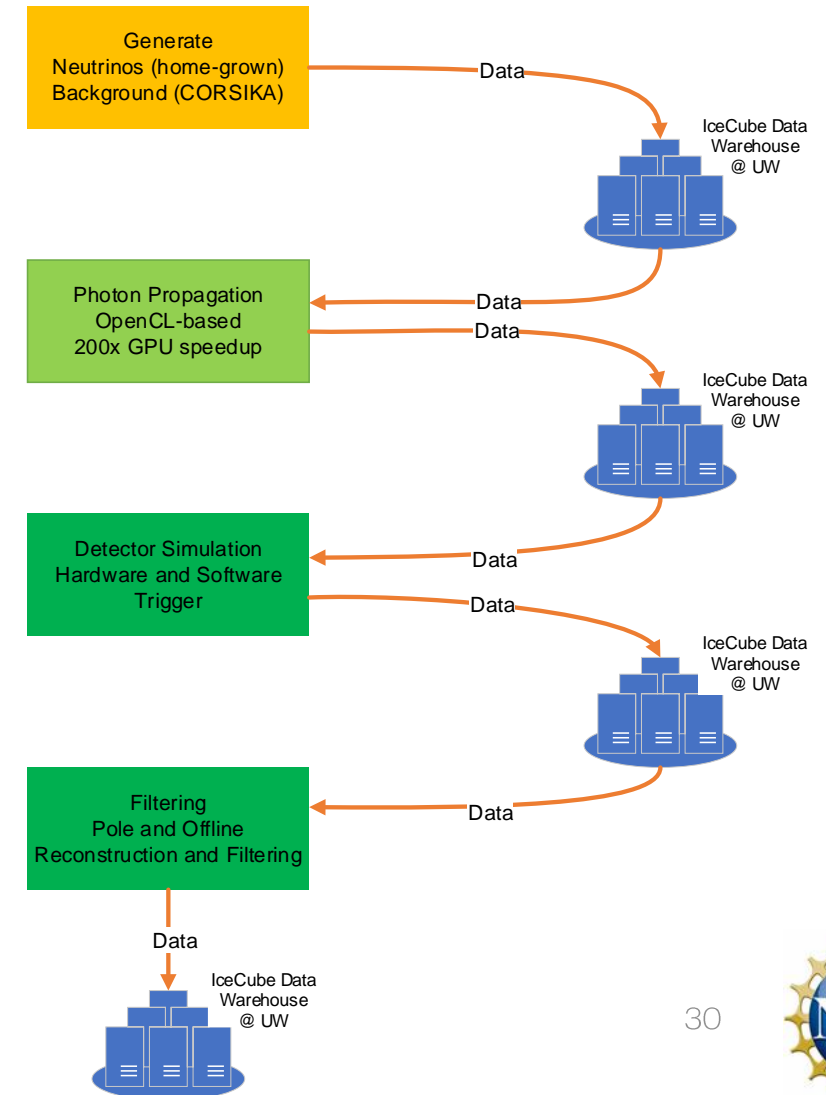 Generate
Neutrinos (home-grown)
Background (CORSIKA)
Data
IceCube Data
Warehouse
@ UW
Photon Propagation
OpenCL-based
200x GPU speedup
Data
Data
IceCube Data
Warehouse
@ UW
Detector Simulation
Hardware and Software
Trigger
Data
Data
IceCube Data
Warehouse
@ UW
Filtering
Pole and Offline
Reconstruction and Filtering
Data
Data
IceCube Data
Warehouse
@ UW
30